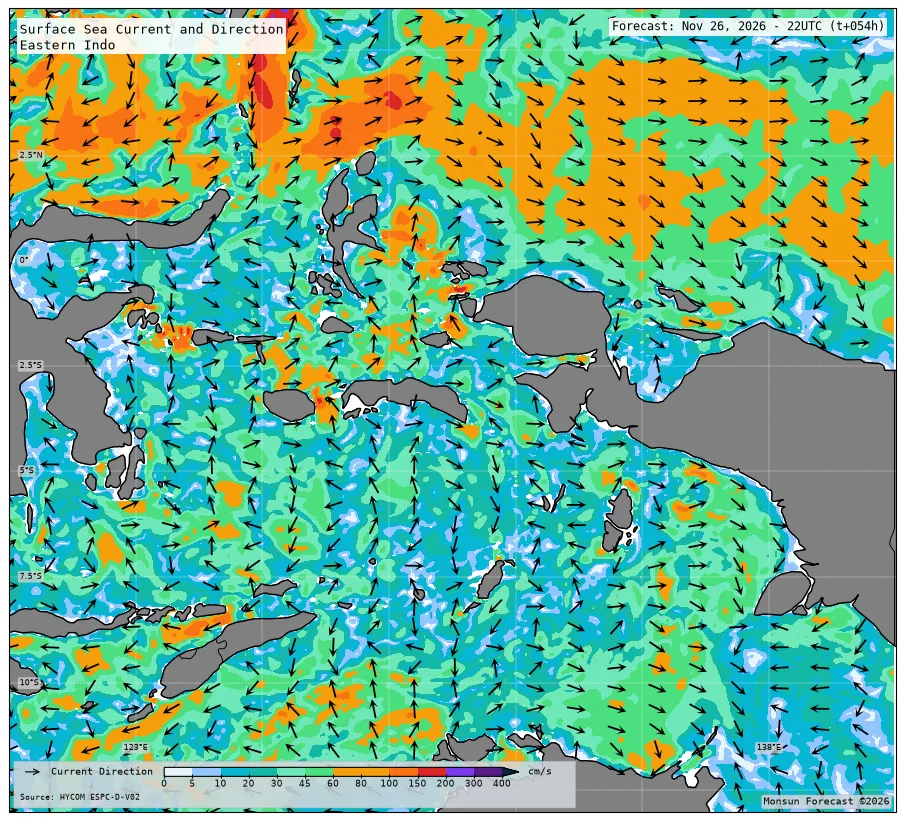 Surface Sea Current and Direction
Eastern Indo
Forecast: Nov 26, 2026 - 22UTC (t+054h)
2.5°N
0°
2.5°S
5°S
7.5°S
10°S
123°E
138°E
Current Direction
cm/s
0 5 10 20 30 45 60 80 100 150 200 300 400
Source: HYCOM ESPC-D-V02
Monsun Forecast ©2026